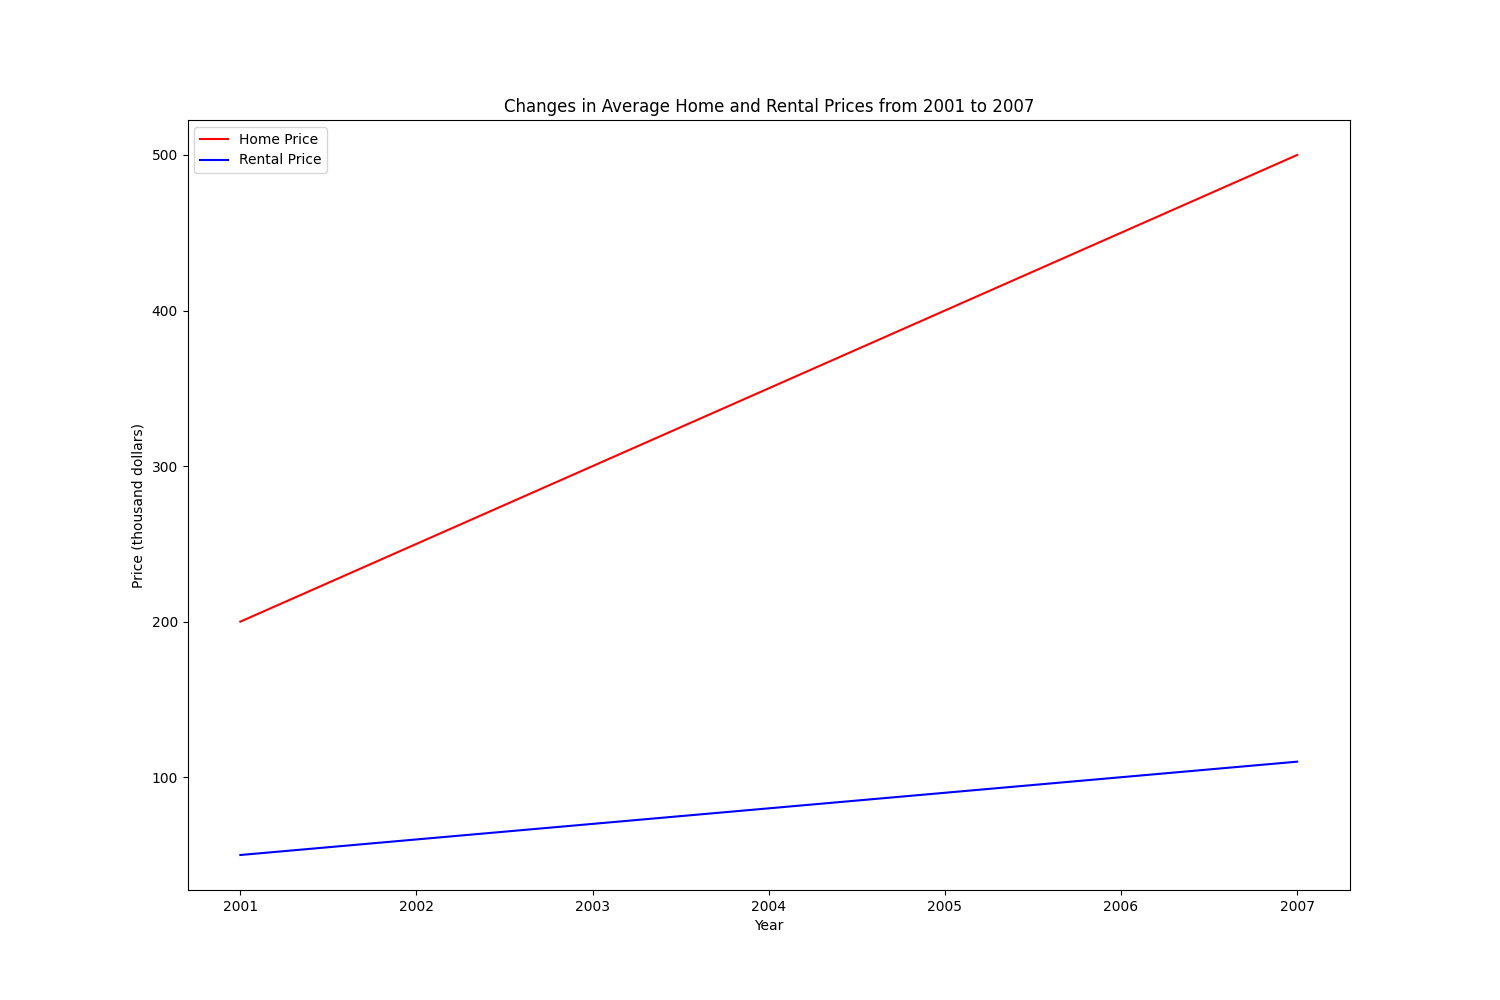 Changes in Average Home and Rental Prices from 2001 to 2007
Home Price
Rental Price
500
400
300
200
100
Price (thousand dollars)
2001 2002 2003 2004 2005 2006 2007
Year